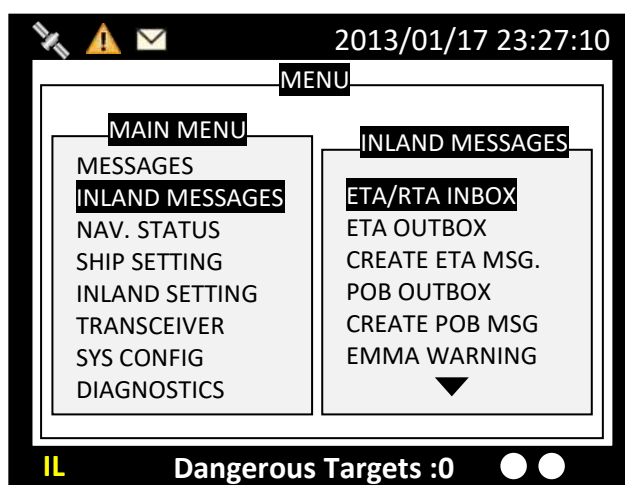 2013/01/17 23:27:10
MENU
MAIN MENU
MESSAGES
INLAND MESSAGES
NAV. STATUS
SHIP SETTING
INLAND SETTING
TRANSCEIVER
SYS CONFIG
DIAGNOSTICS
INLAND MESSAGES
ETA/RTA INBOX
ETA OUTBOX
CREATE ETA MSG.
POB OUTBOX
CREATE POB MSG
EMMA WARNING
IL Dangerous Targets :0